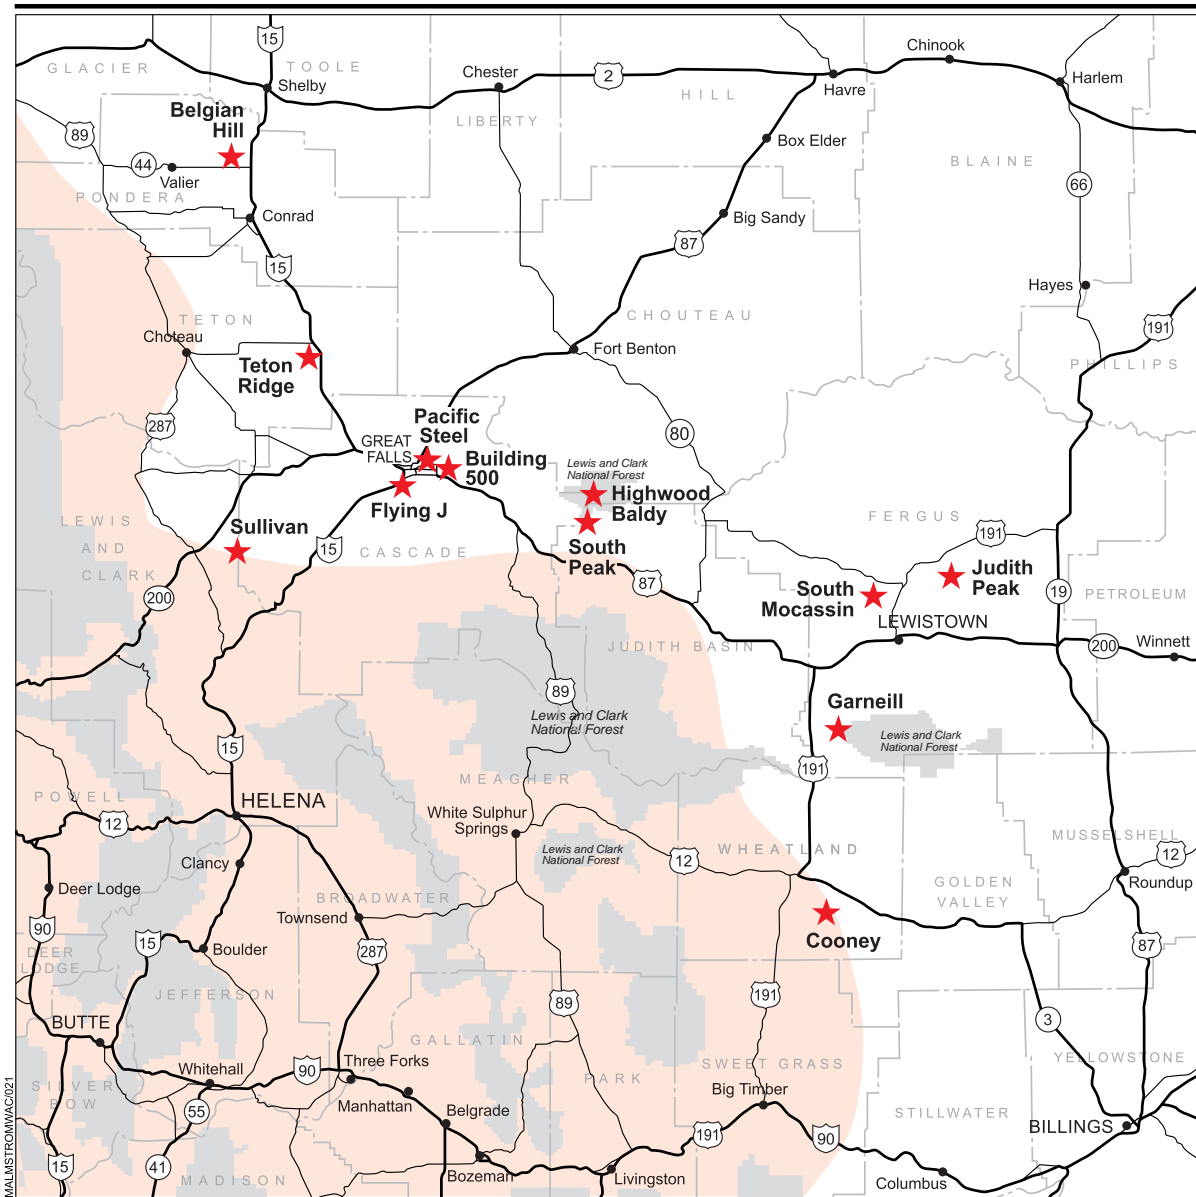 15
Chinook
GLACIER
TOOLE
Shelby
Chester
2
Havre
Harlem
HILL
Belgian
Hill
LIBERTY
89
Box Elder
44
Valier
BLAINE
66
PONDERA
Conrad
Big Sandy
87
15
Hayes
TETON
CHOUTEAU
191
Choteau
Fort Benton
PHILLIPS
Teton
Ridge
Pacific
Steel
287
80
GREAT
FALLS
Building
500
Lewis and Clark
National Forest
Highwood
Baldy
Flying J
LEWIS
AND
CLARK
Sullivan
FERGUS
191
15
CASCADE
South
Peak
Judith
Peak
87
South
Mocassin
19
PETROLEUM
200
LEWISTOWN
JUDITH BASIN
200
Winnett
89
Lewis and Clark
National Forest
Garneill
Lewis and Clark
National Forest
15
191
MEAGHER
POWELL
HELENA
White Sulphur
Springs
12
MUSSELSHELL
12
Clancy
Lewis and Clark
National Forest
12
WHEATLAND
Deer Lodge
GOLDEN
VALLEY
Roundup
BROADWATER
Townsend
90
Cooney
15
Boulder
287
87
DEER
LODGE
JEFFERSON
89
191
BUTTE
3
GALLATIN
Whitehall
90
Three Forks
SWEET GRASS
YELLOWSTONE
SILVER
BOW
PARK
Big Timber
55
Manhattan
Belgrade
STILLWATER
BILLINGS
191
90
15
41
MADISON
Bozeman
Livingston
Columbus
MALMSTROMWAC/021